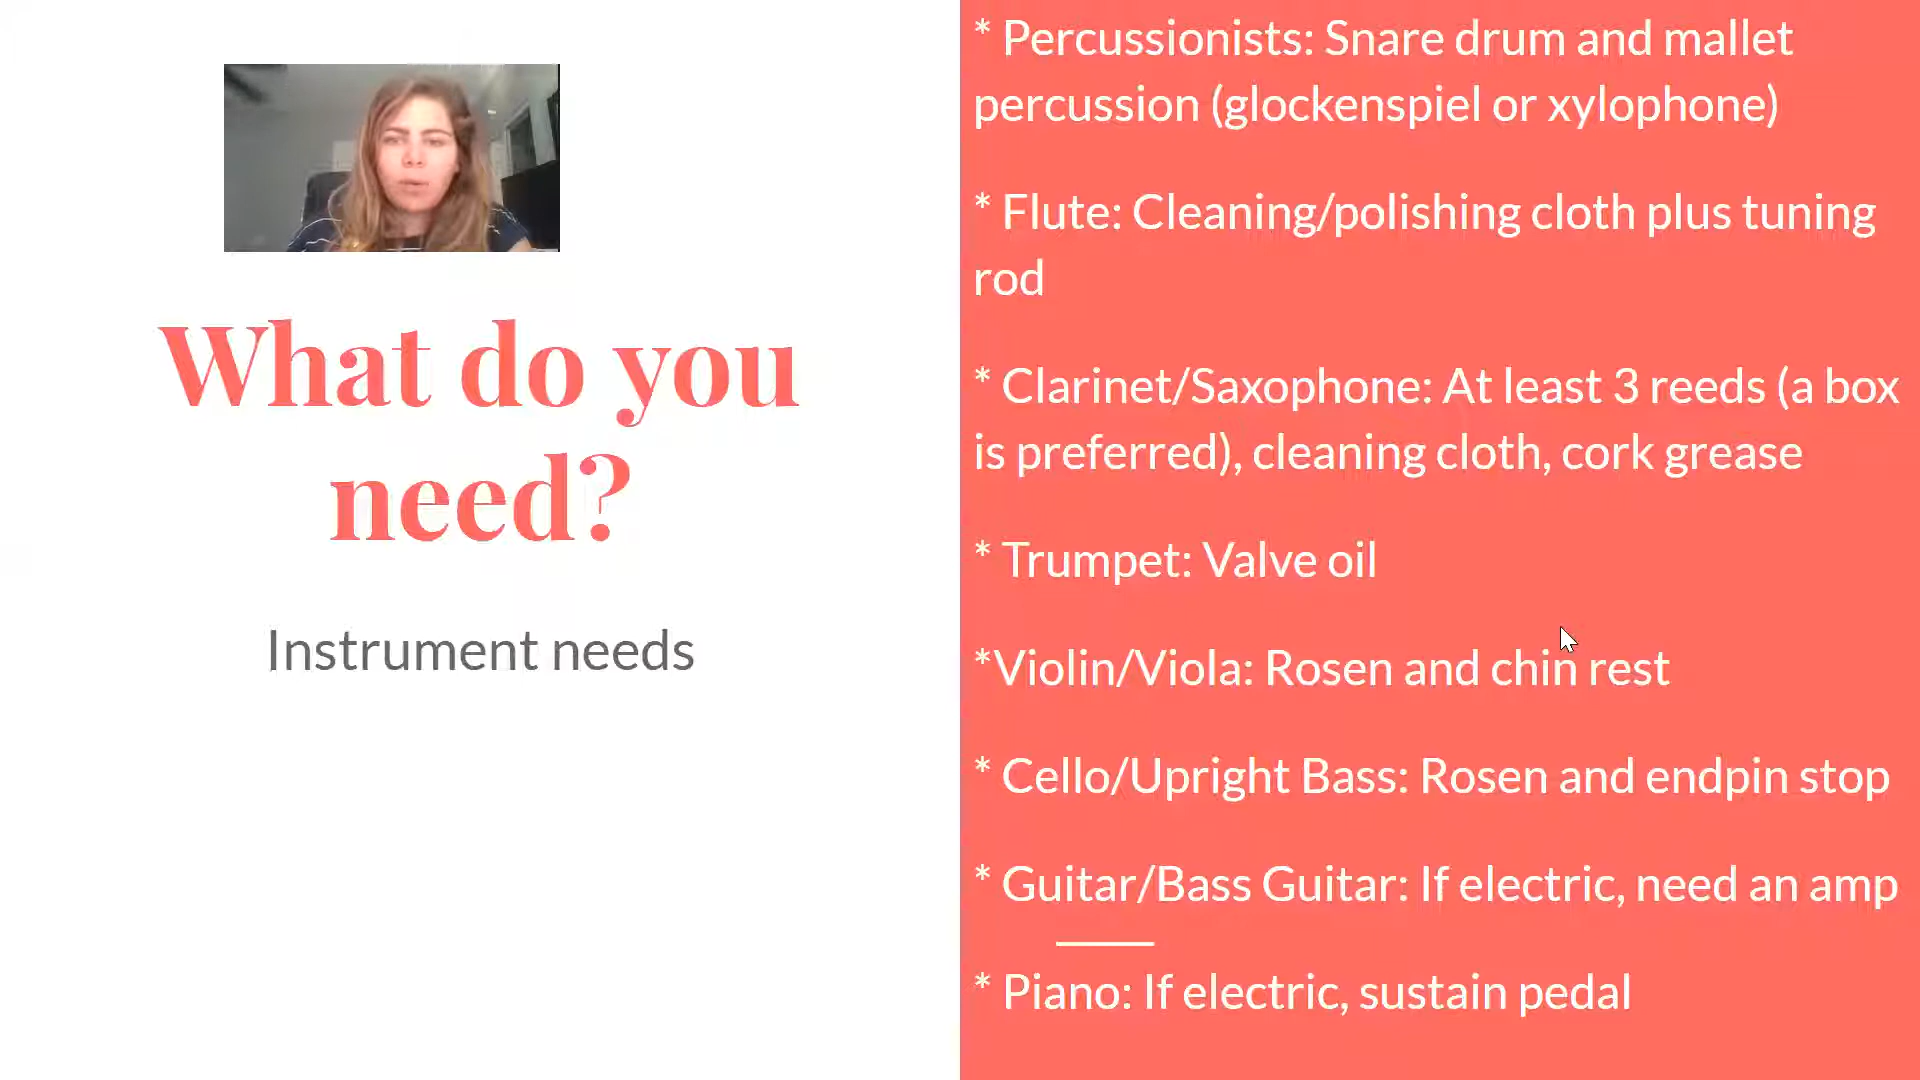 What do you
need?
Instrument needs
* Percussionists: Snare drum and mallet
percussion (glockenspiel or xylophone)
* Flute: Cleaning/polishing cloth plus tuning
rod
* Clarinet/Saxophone: At least 3 reeds (a box
is preferred), cleaning cloth, cork grease
* Trumpet: Valve oil
*Violin/Viola: Rosen and chin rest
* Cello/Upright Bass: Rosen and endpin stop
* Guitar/Bass Guitar: If electric, need an amp
* Piano: If electric, sustain pedal